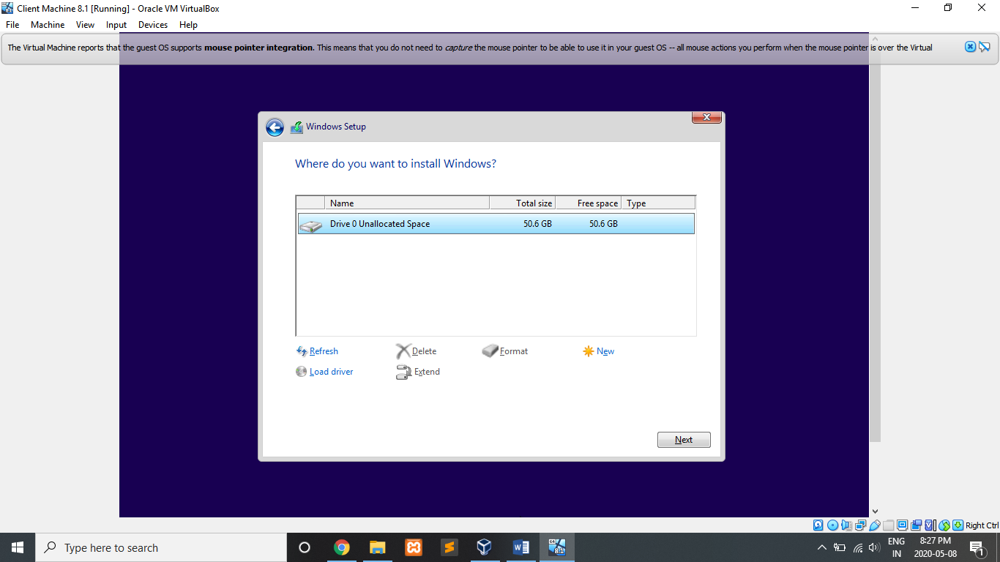 Client Machine 8.1 [Running] - Oracle VM VirtualBox
File Machine View Input Devices Help
The Virtual Machine reports that the guest OS supports mouse pointer integration. This means that you do not need to capture the mouse pointer to be able to use it in your guest OS -- all mouse actions you perform when the mouse pointer is over the Virtual
Windows Setup
Where do you want to install Windows?
Name Total size Free space Type
Drive 0 Unallocated Space 50.6 GB 50.6 GB
Refresh Delete Format New
Load driver Extend
Next
Right Ctrl
Type here to search
ENG 8:27 PM
IN 2020-05-08
1